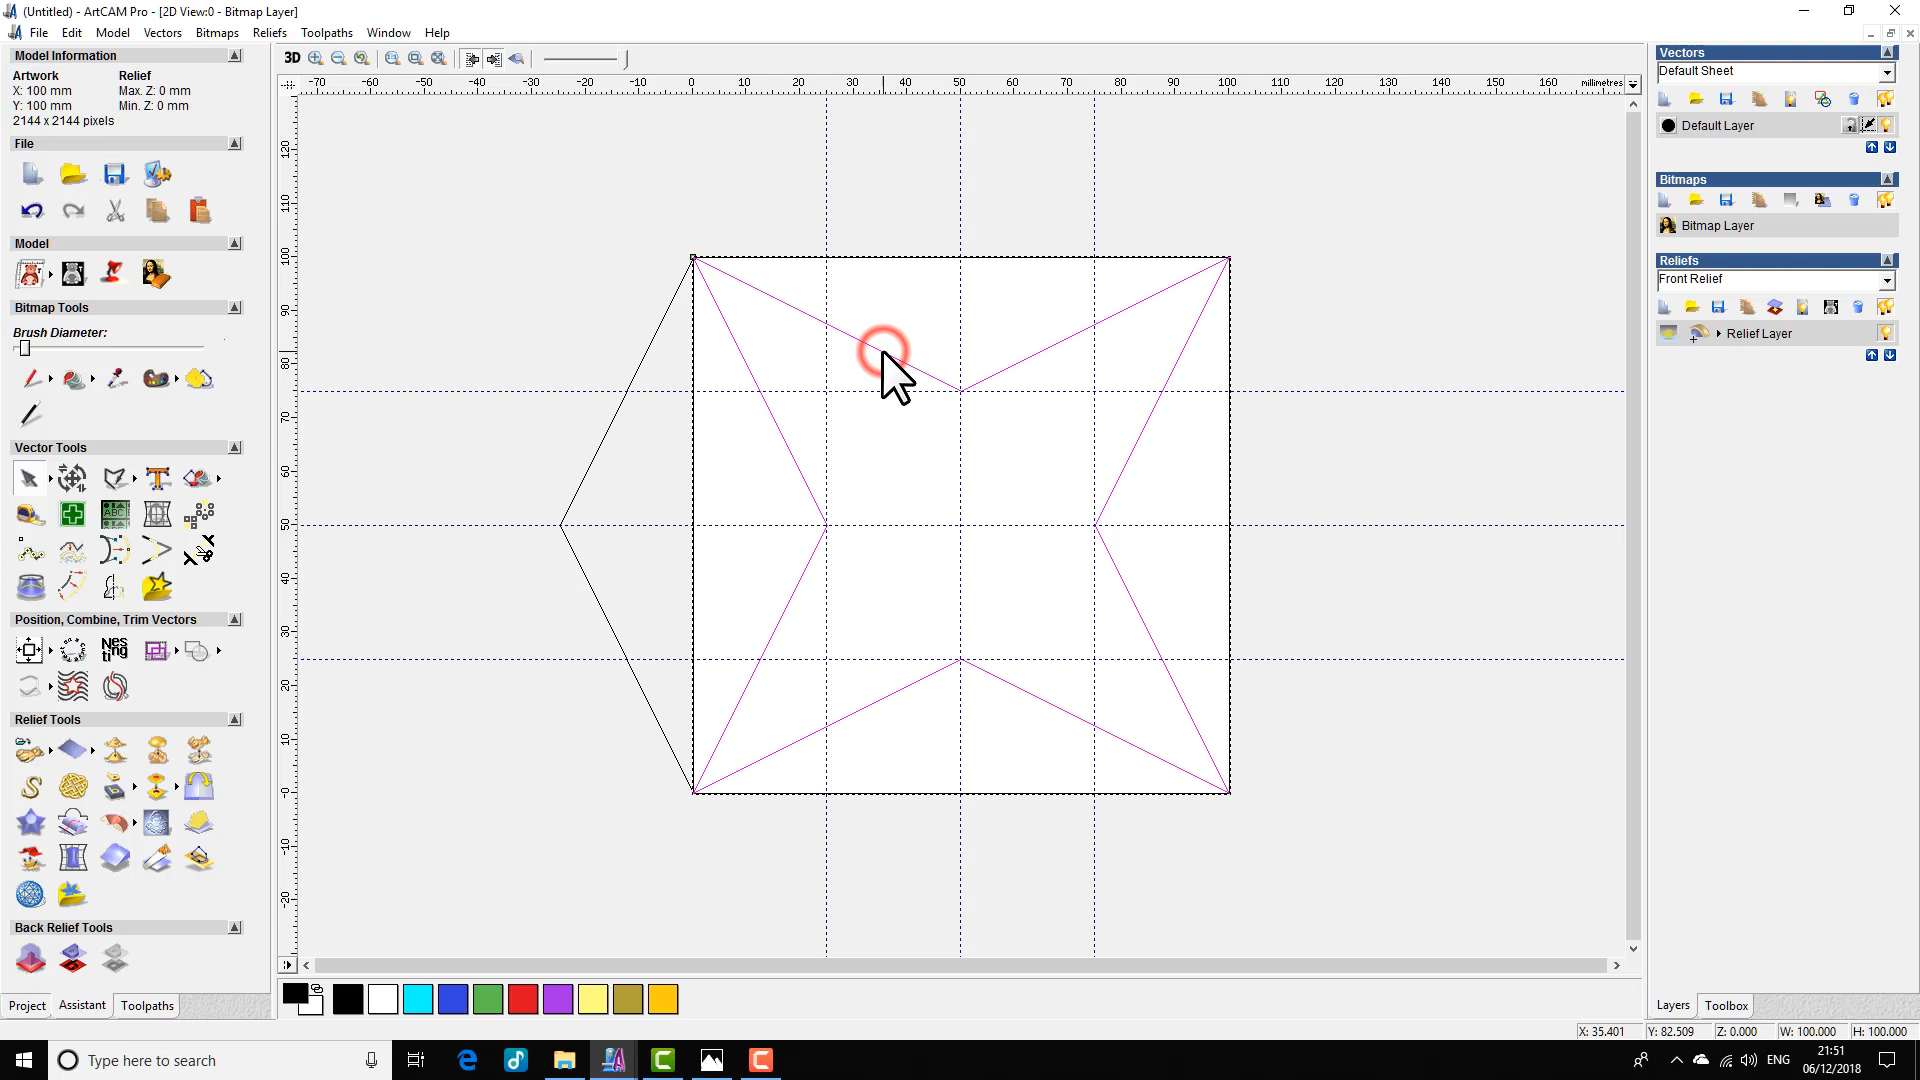 (Untitled) - ArtCAM Pro - [2D View:0 - Bitmap Layer]
File Edit Model Vectors Bitmaps Reliefs Toolpaths Window Help
Model Information
Artwork Relief
X: 100 mm Max. Z: 0 mm
Y: 100 mm Min. Z: 0 mm
2144 x 2144 pixels
File
Model
Bitmap Tools
Brush Diameter:
Vector Tools
ABC
Position, Combine, Trim Vectors
Nes
ti
Relief Tools
Back Relief Tools
Project Assistant Toolpaths
3D
-70 -60 -50 -40 -30 -20 -10 0 10 20 30 40 50 60 70 80 90 100 110 120 130 140 150 160 millimetres
120
110
100
90
80
70
60
50
40
30
20
10
-0
-10
-20
Vectors
Default Sheet
Default Layer
Bitmaps
Bitmap Layer
Reliefs
Front Relief
Relief Layer
Layers Toolbox
X: 35.401 Y: 82.509 Z: 0.000 W: 100.000 H: 100.000
Type here to search
ENG
21:51
06/12/2018